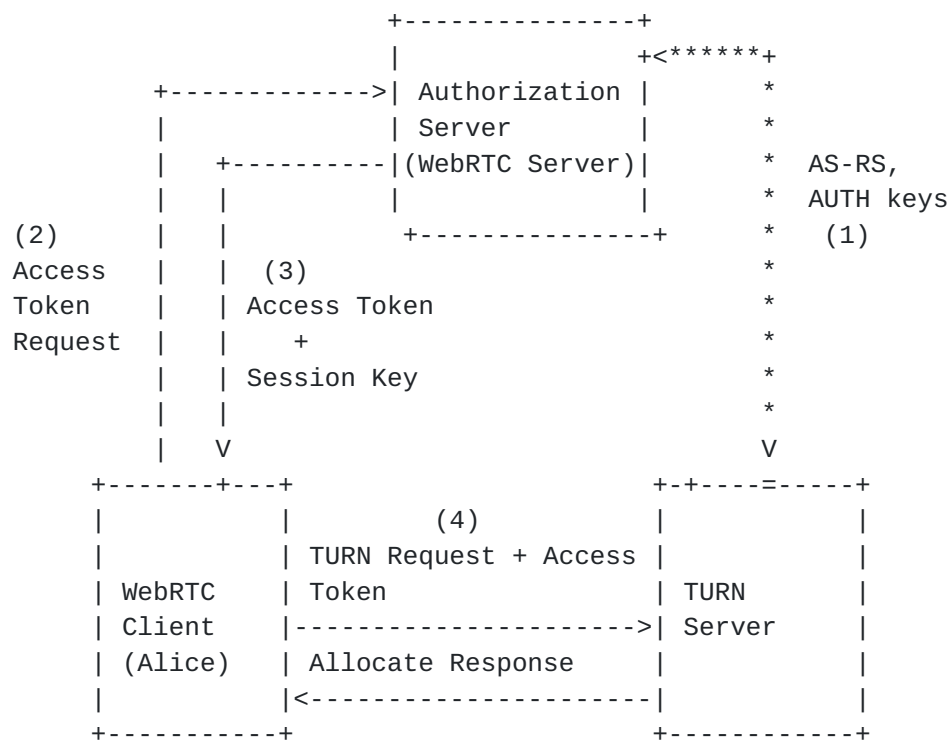 Authorization
Server
(WebRTC Server)
AS-RS,
AUTH keys
(1)
(2)
Access
Token
Request
(3)
Access Token
+
Session Key
(4)
TURN Request + Access
Token
Allocate Response
WebRTC
Client
(Alice)
TURN
Server